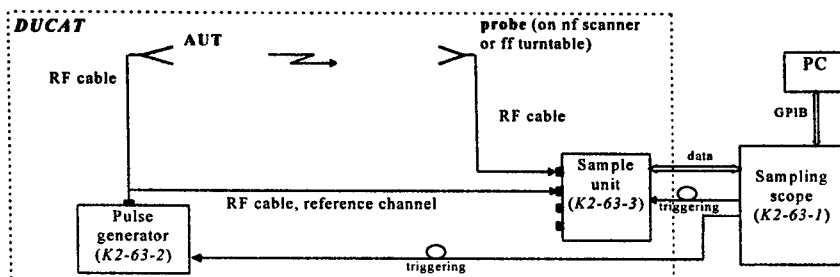 DUCAT
AUT
probe (on nf scanner
or ff turntable)
PC
RF cable
GPIB
RF cable
data
Sample
unit
(K2-63-3)
Sampling
scope
(K2-63-1)
triggering
RF cable, reference channel
Pulse
generator
(K2-63-2)
triggering